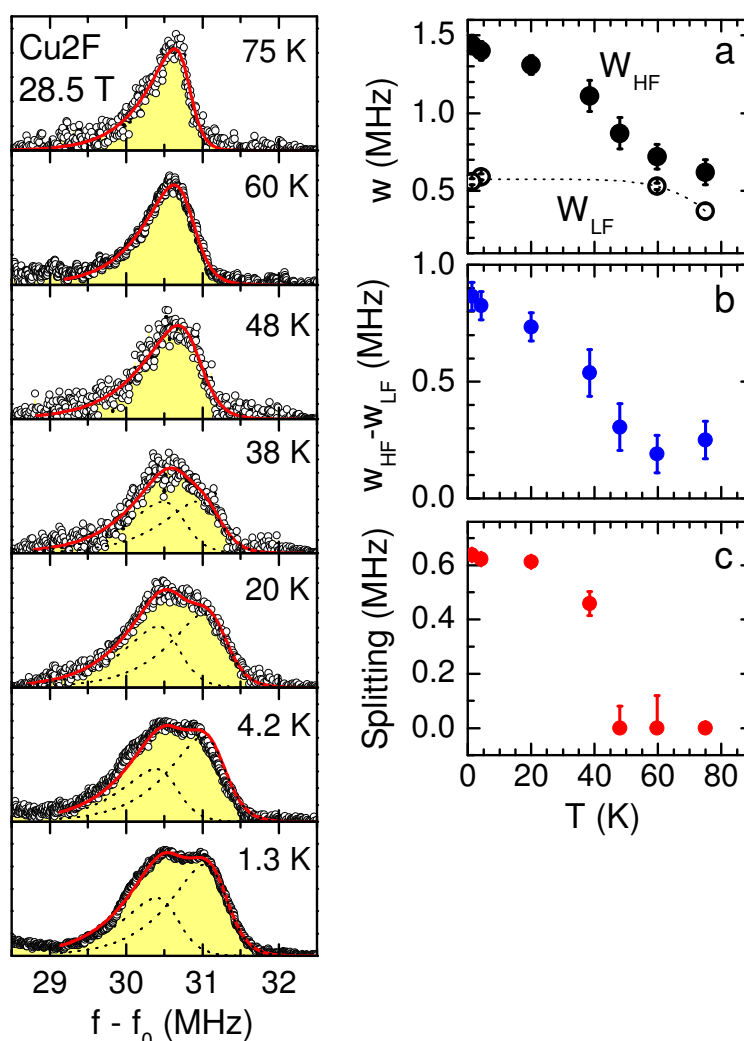 Cu2F
28.5 T
75 K
60 K
48 K
38 K
20 K
4.2 K
1.3 K
29 30 31 32
f - f0 (MHz)
a
1.5
1.0
0.5
0.0
w (MHz)
WHF
WLF
b
1.0
0.5
0.0
wHF-wLF (MHz)
c
0.6
0.4
0.2
0.0
Splitting (MHz)
0 20 40 60 80
T (K)